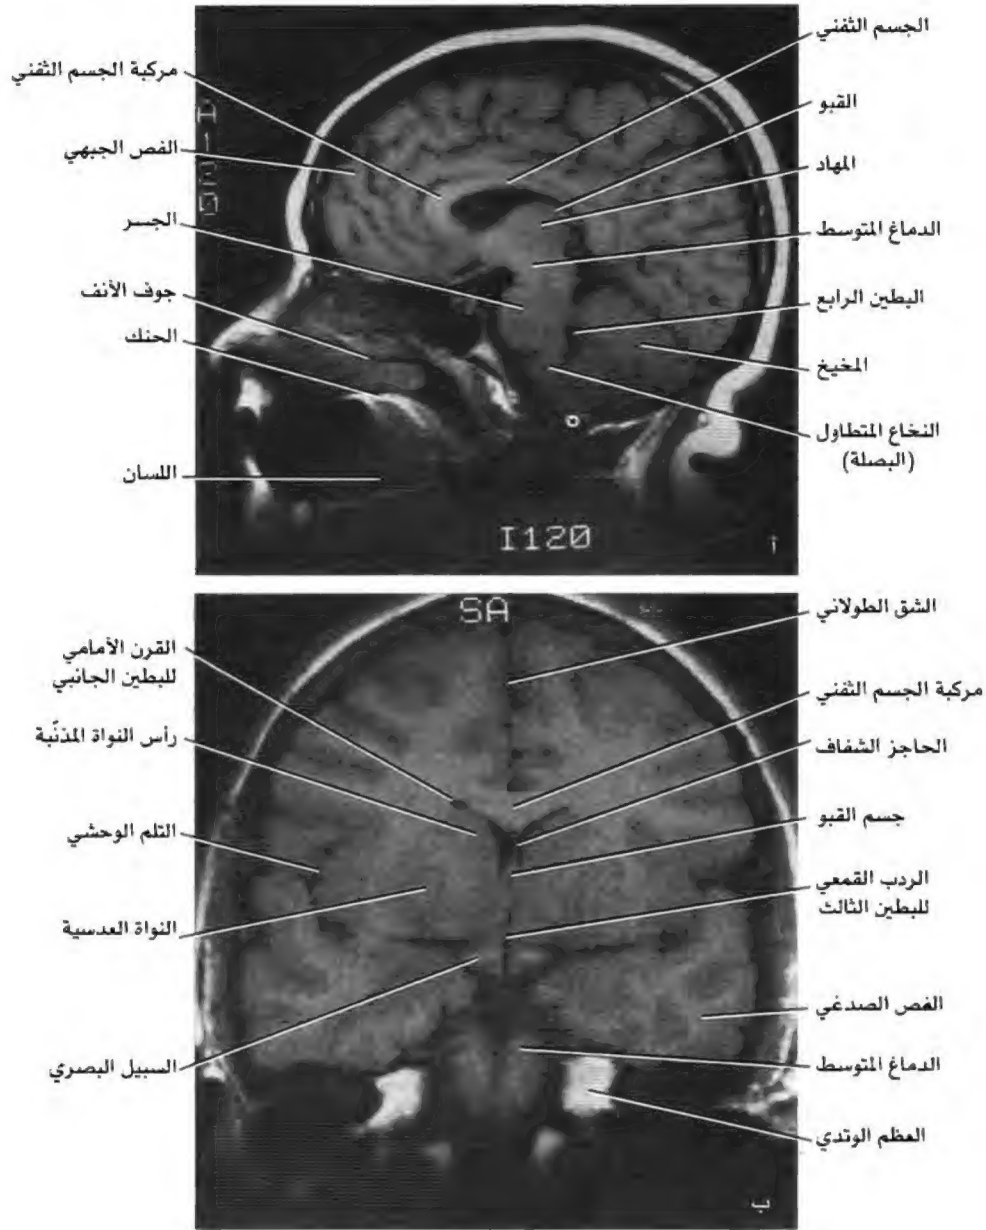 الجسم الثفني
القبو
المهاد
الدماغ المتوسط
البطين الرابع
المخيخ
النخاع المتطاول
(البصلة)
مركبة الجسم الثفني
الفص الجبهي
الجسر
جوف الأنف
الحنك
اللسان
A
I120
أ
SA
الشق الطولاني
مركبة الجسم الثفني
الحاجز الشفاف
جسم القبو
الردب القمعي
للبطين الثالث
الفص الصدغي
الدماغ المتوسط
العظم الوتدي
القرن الأمامي
للبطين الجانبي
رأس النواة المذنّبة
التلم الوحشي
النواة العدسية
السبيل البصري
ب